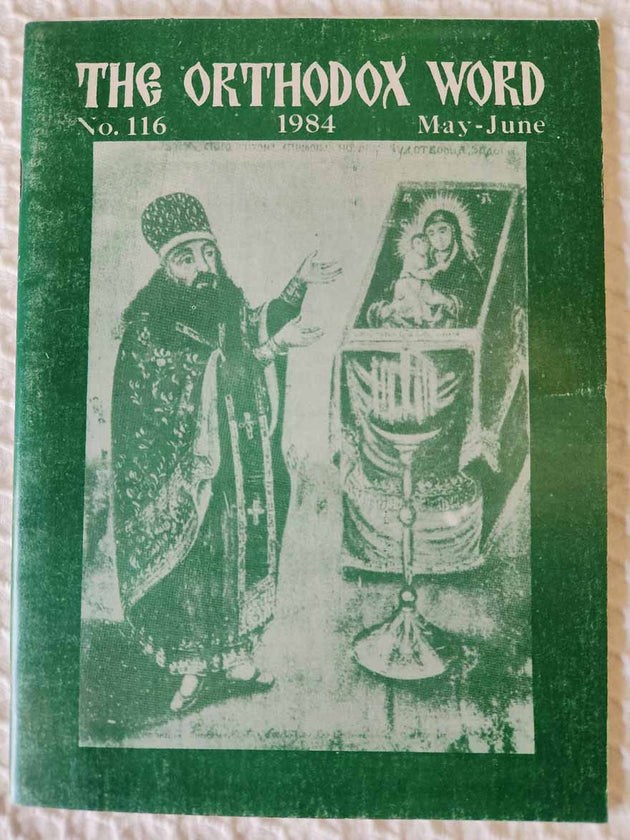 THE ORTHODOX WORD
No. 116 1984 May-June